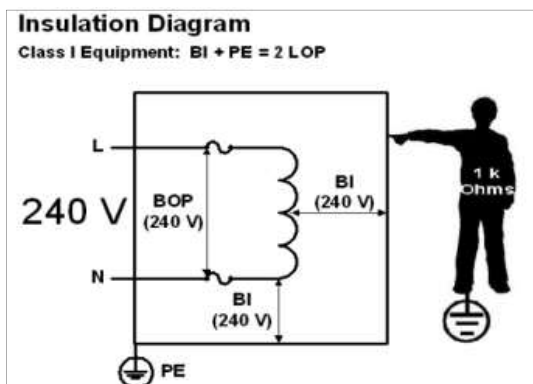 Insulation Diagram
Class I Equipment: BI + PE = 2 LOP
L
240 V
BOP
(240 V)
BI
(240 V)
1 k
Ohms
N
BI
(240 V)
PE